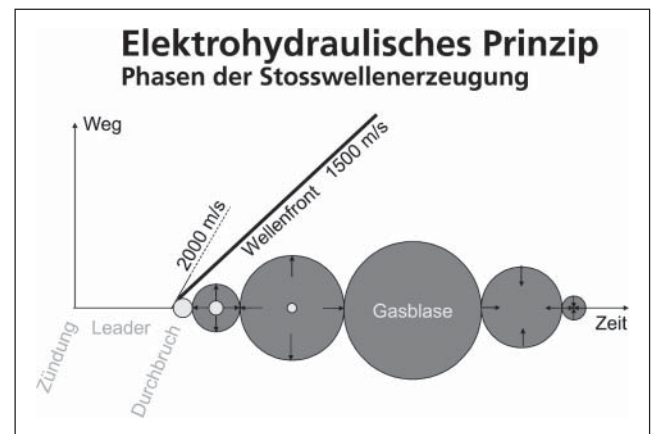 Elektrohydraulisches Prinzip
Phasen der Stosswellenerzeugung
Weg
2000 m/s
Wellenfront 1500 m/s
Gasblase
Zeit
Zündung
Leader
Durchbruch